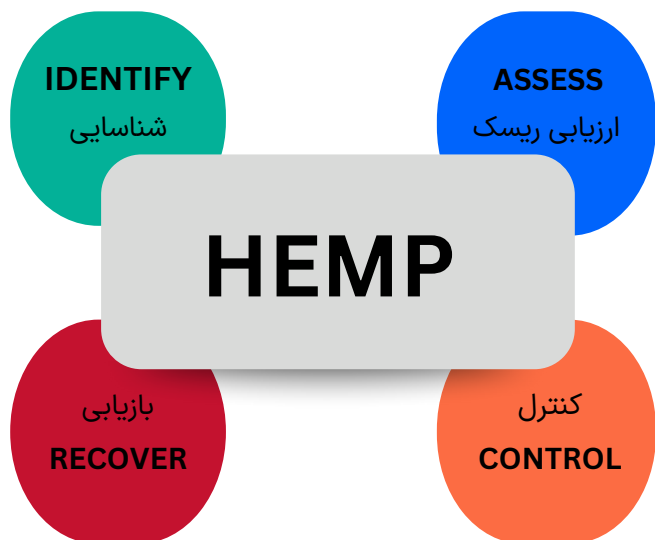 IDENTIFY
شناسایی
ASSESS
ارزیابی ریسک
HEMP
بازیابی
RECOVER
کنترل
CONTROL